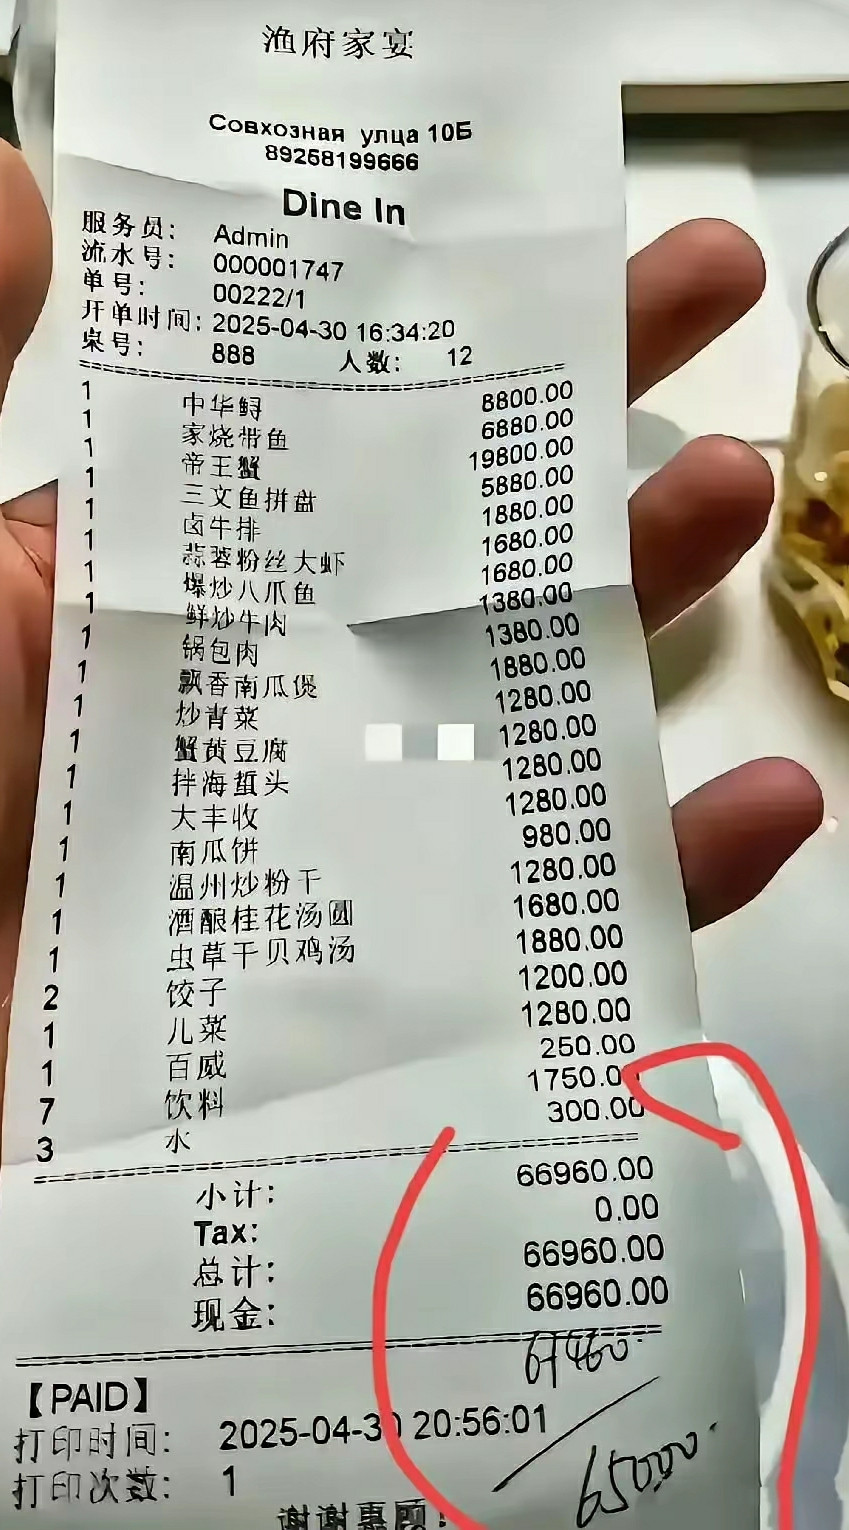 渔府家宴
Совхозная улца 10Б
89258199666
Dine In
服务员: Admin
流水号: 000001747
单号: 00222/1
开单时间: 2025-04-30 16:34:20
桌号: 888 人数: 12
1 中华鲟 8800.00
1 家烧带鱼 6880.00
1 帝王蟹 19800.00
1 三文鱼拼盘 5880.00
1 卤牛排 1880.00
1 蒜蓉粉丝大虾 1680.00
1 爆炒八爪鱼 1680.00
1 鲜炒牛肉 1380.00
1 锅包肉 1380.00
1 飘香南瓜煲 1880.00
1 炒青菜 1280.00
1 蟹黄豆腐 1280.00
1 拌海蜇头 1280.00
1 大丰收 1280.00
1 南瓜饼 980.00
1 温州炒粉干 1280.00
1 酒酿桂花汤圆 1680.00
1 虫草干贝鸡汤 1880.00
2 饺子 1200.00
1 儿菜 1280.00
1 百威 250.00
7 饮料 1750.00
3 水 300.00
小计: 66960.00
Tax: 0.00
总计: 66960.00
现金: 66960.00
67460
【PAID】
打印时间: 2025-04-30 20:56:01
打印次数: 1
65000
谢谢惠顾!